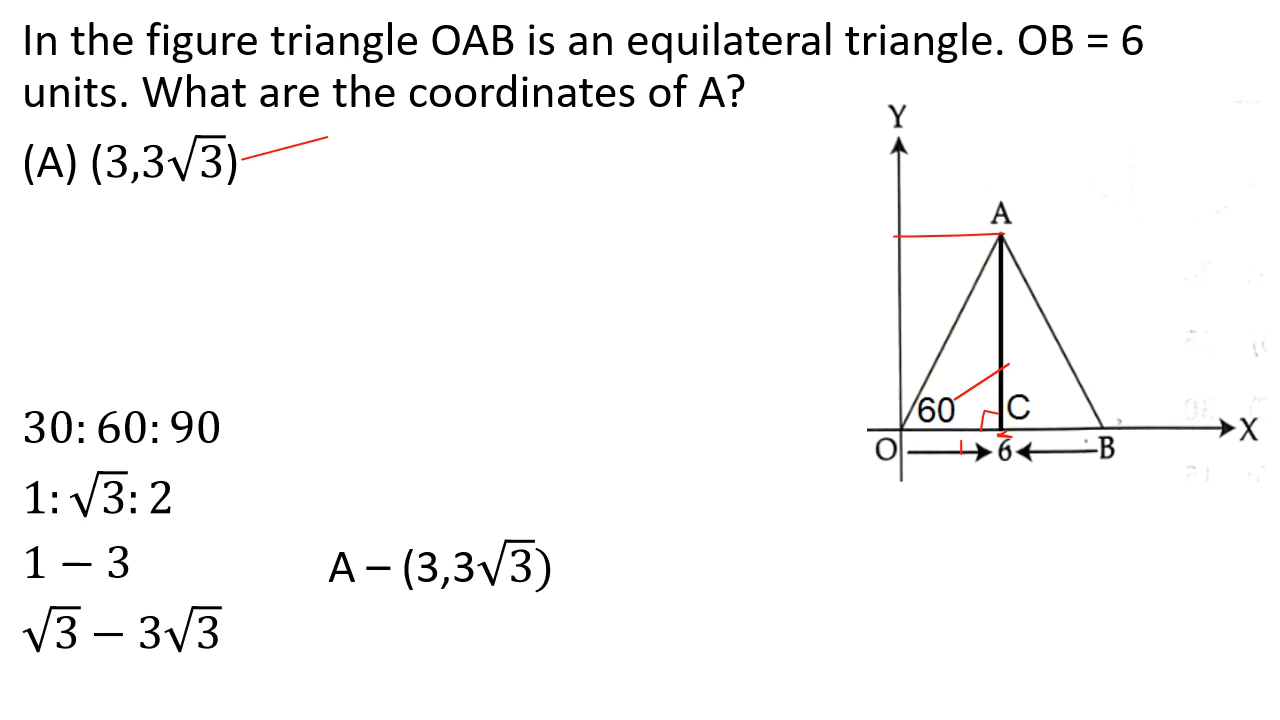 In the figure triangle OAB is an equilateral triangle. OB = 6
units. What are the coordinates of A?
(A) (3,3√3)
Y
A
60
C
X
O
6
B
30: 60: 90
1: √3: 2
1 – 3
A – (3,3√3)
√3 – 3√3